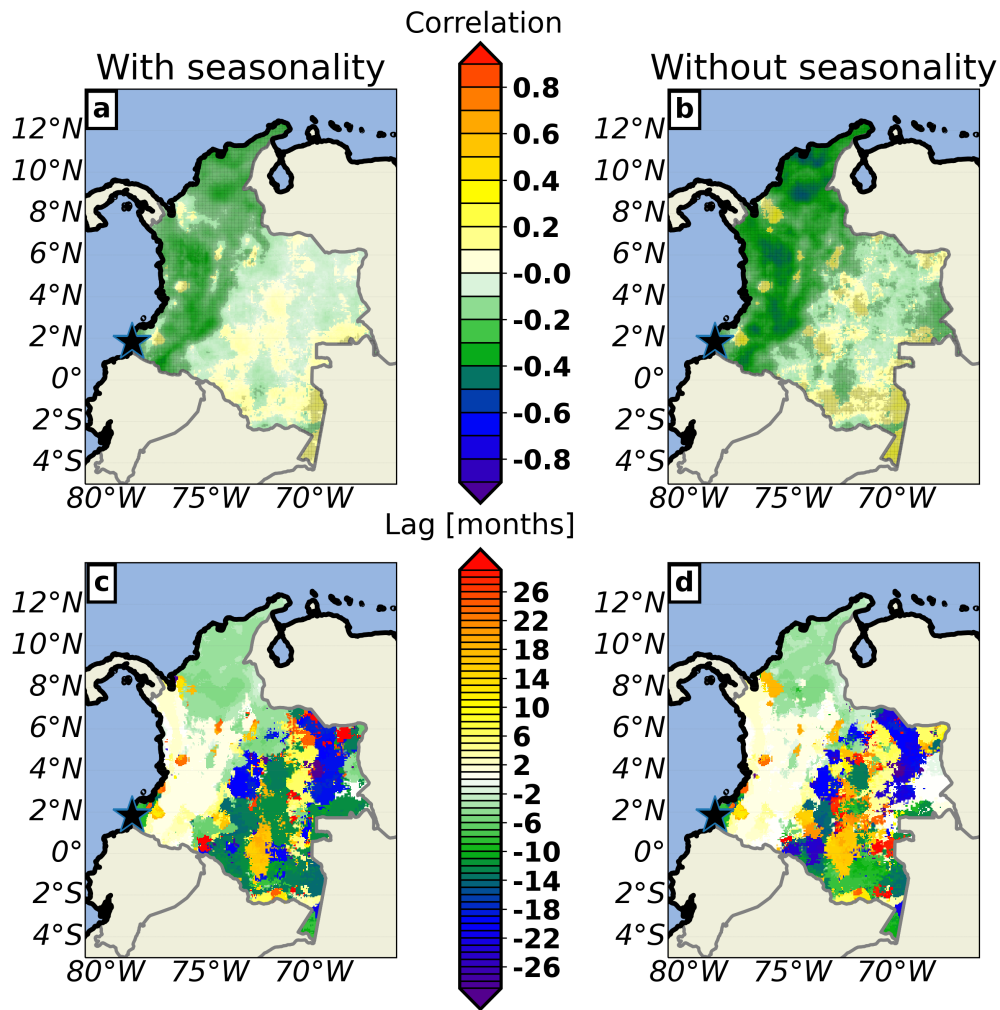 Correlation
With seasonality
Without seasonality
a
12°N
10°N
8°N
6°N
4°N
2°N
0°
2°S
4°S
80°W
75°W
70°W
0.8
0.6
0.4
0.2
-0.0
-0.2
-0.4
-0.6
-0.8
b
12°N
10°N
8°N
6°N
4°N
2°N
0°
2°S
4°S
80°W
75°W
70°W
Lag [months]
c
12°N
10°N
8°N
6°N
4°N
2°N
0°
2°S
4°S
80°W
75°W
70°W
26
22
18
14
10
6
2
-2
-6
-10
-14
-18
-22
-26
d
12°N
10°N
8°N
6°N
4°N
2°N
0°
2°S
4°S
80°W
75°W
70°W